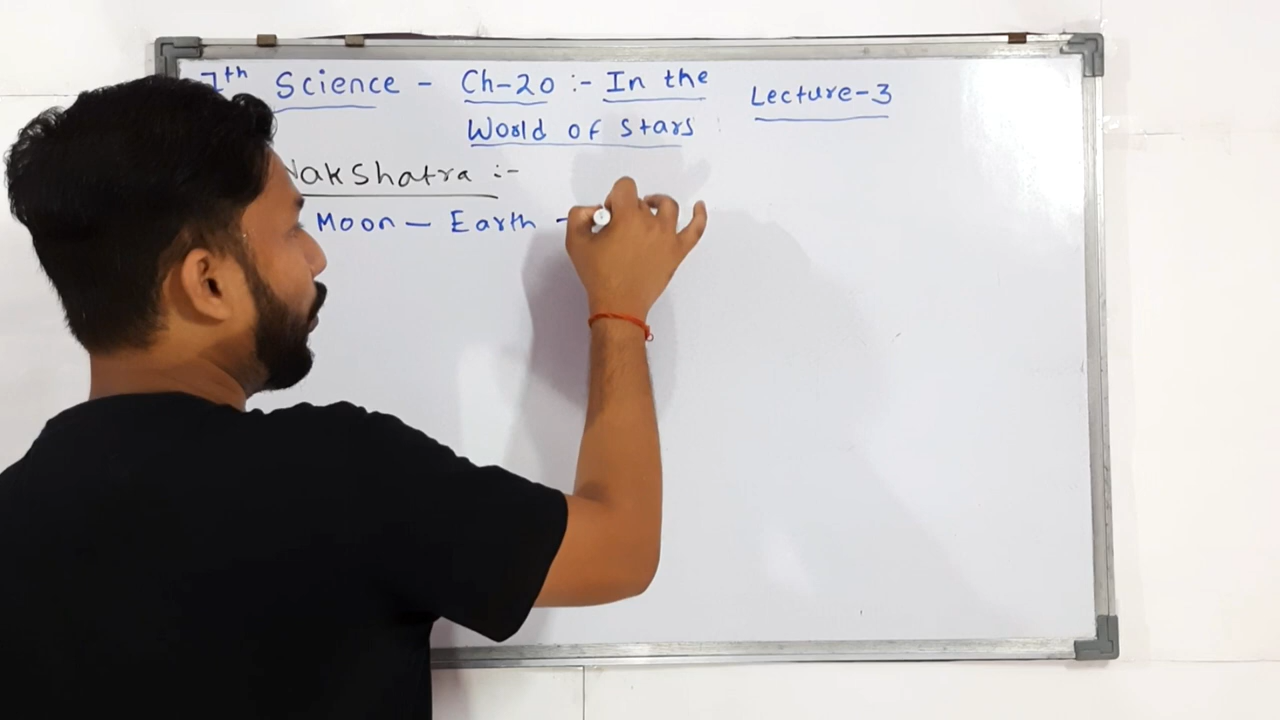 7th Science - Ch-20 :- In the
World of Stars
Lecture-3
Nakshatra :-
Moon — Earth -